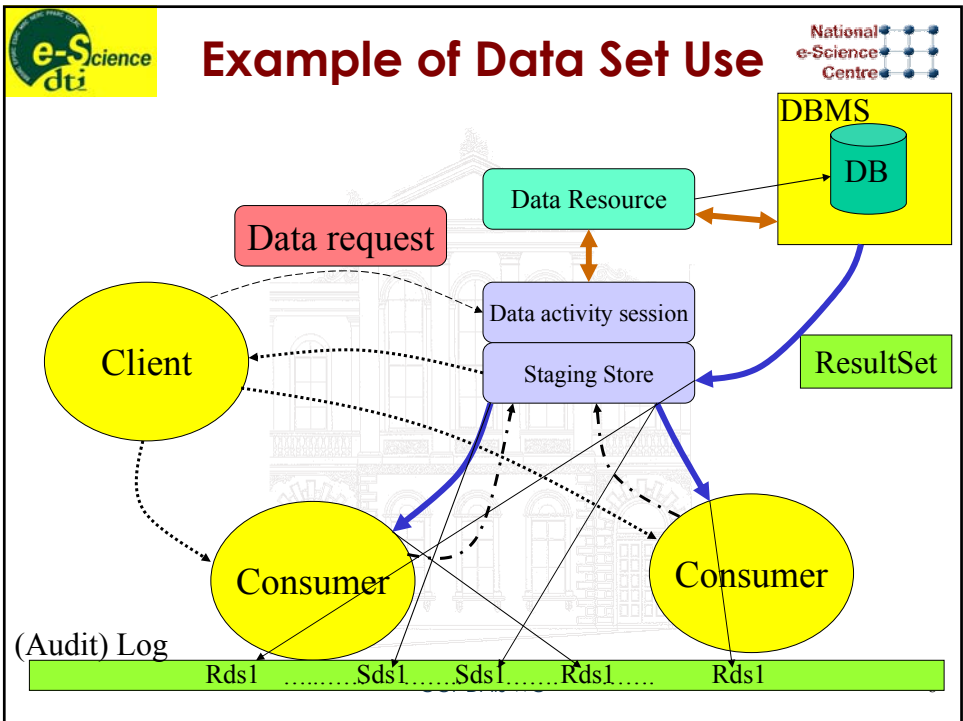 e-Science
dti
Example of Data Set Use
National
e-Science
Centre
DBMS
DB
Data Resource
Data request
Data activity session
Client
Staging Store
ResultSet
Consumer
Consumer
(Audit) Log
Rds1 ..........Sds1.......Sds1.......Rds1....... Rds1